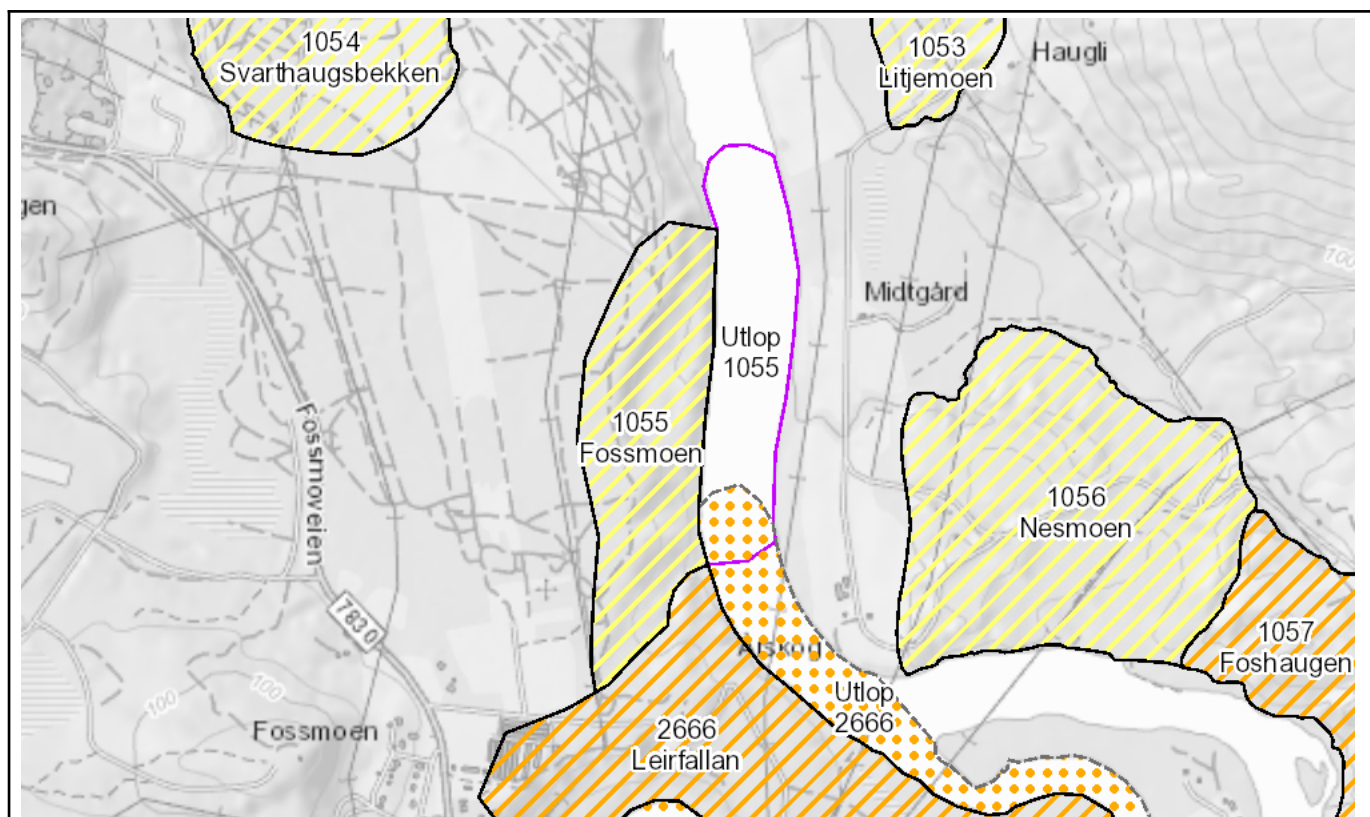 1054
Svarthaugsbekken
1053
Litjemoen
Haugli
gen
100
Midtgård
Utlop
1055
1055
Fossmoen
Fossmoveien
1056
Nesmoen
7830
1057
Foshaugen
100
100
Utlop
2666
Fossmoen
2666
Leirfallan